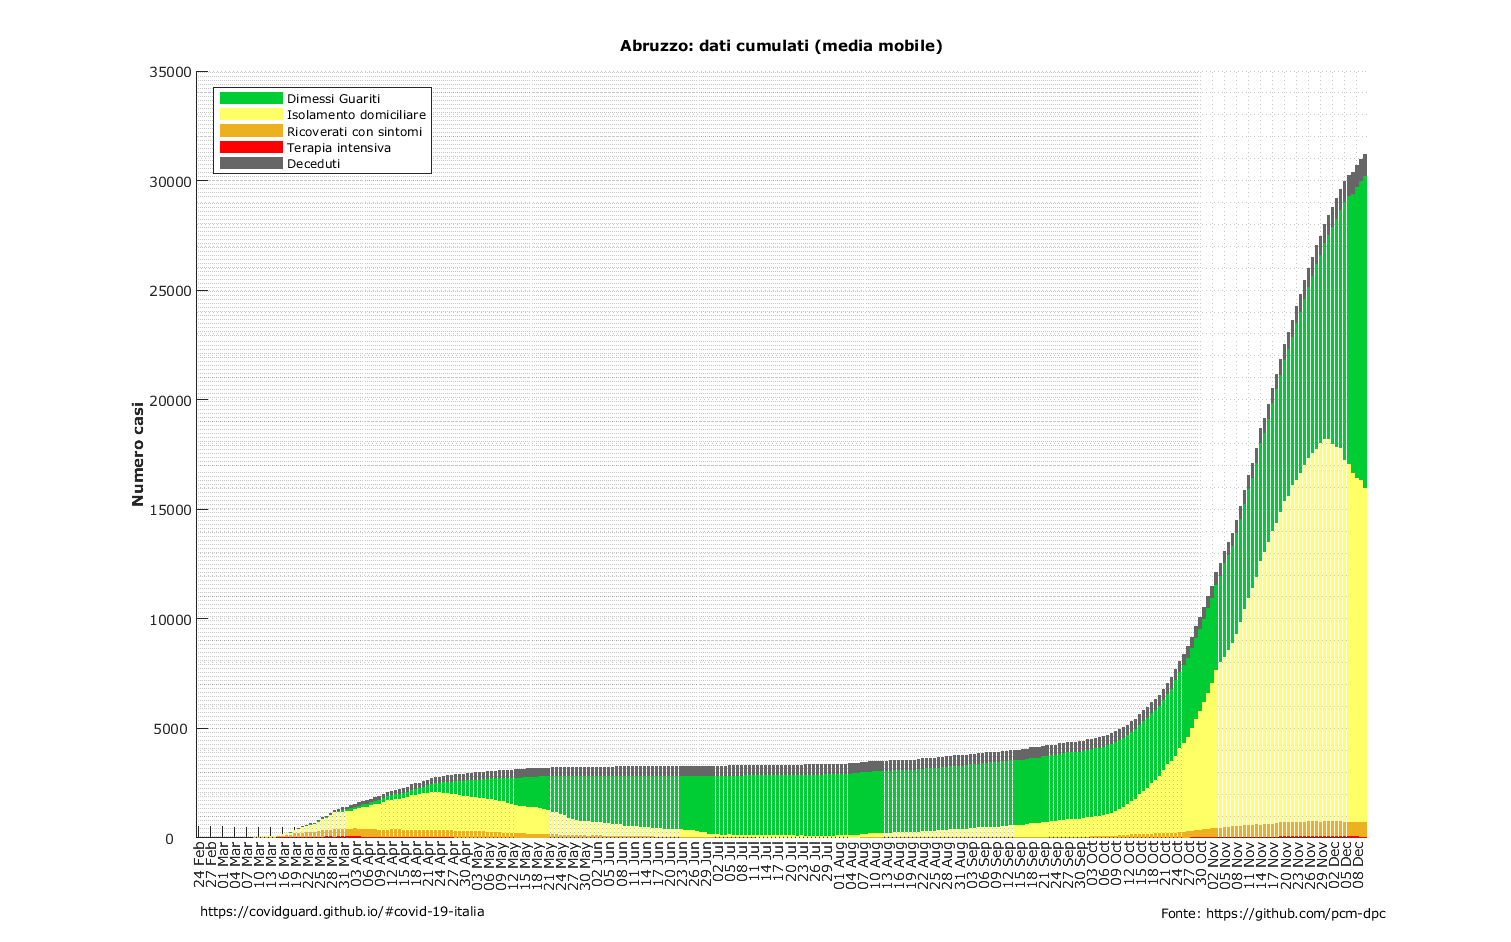 Abruzzo: dati cumulati (media mobile)
35000
30000
25000
20000
15000
10000
5000
0
Numero casi
Dimessi Guariti
Isolamento domiciliare
Ricoverati con sintomi
Terapia intensiva
Deceduti
24 Feb
27 Feb
01 Mar
04 Mar
07 Mar
10 Mar
13 Mar
16 Mar
19 Mar
22 Mar
25 Mar
28 Mar
31 Mar
03 Apr
06 Apr
09 Apr
12 Apr
15 Apr
18 Apr
21 Apr
24 Apr
27 Apr
30 Apr
03 May
06 May
09 May
12 May
15 May
18 May
21 May
24 May
27 May
30 May
02 Jun
05 Jun
08 Jun
11 Jun
14 Jun
17 Jun
20 Jun
23 Jun
26 Jun
29 Jun
02 Jul
05 Jul
08 Jul
11 Jul
14 Jul
17 Jul
20 Jul
23 Jul
26 Jul
29 Jul
01 Aug
04 Aug
07 Aug
10 Aug
13 Aug
16 Aug
19 Aug
22 Aug
25 Aug
28 Aug
31 Aug
03 Sep
06 Sep
09 Sep
12 Sep
15 Sep
18 Sep
21 Sep
24 Sep
27 Sep
30 Sep
03 Oct
06 Oct
09 Oct
12 Oct
15 Oct
18 Oct
21 Oct
24 Oct
27 Oct
30 Oct
02 Nov
05 Nov
08 Nov
11 Nov
14 Nov
17 Nov
20 Nov
23 Nov
26 Nov
29 Nov
02 Dec
05 Dec
08 Dec
https://covidguard.github.io/#covid-19-italia
Fonte: https://github.com/pcm-dpc